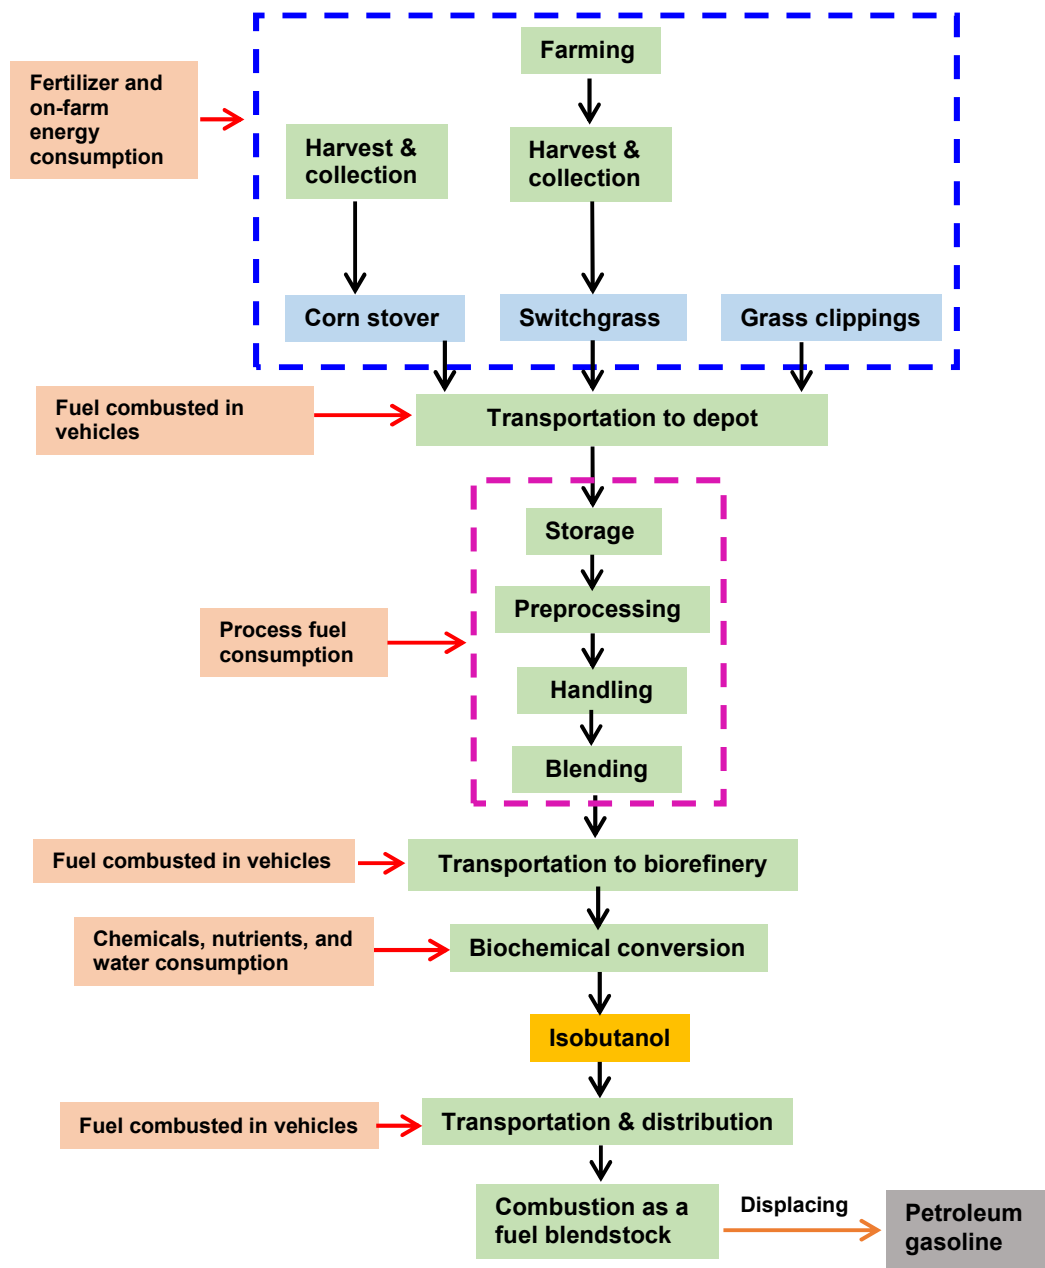 Farming
Fertilizer and
on-farm
energy
consumption
Harvest &
collection
Harvest &
collection
Corn stover
Switchgrass
Grass clippings
Fuel combusted in
vehicles
Transportation to depot
Storage
Preprocessing
Process fuel
consumption
Handling
Blending
Fuel combusted in vehicles
Transportation to biorefinery
Chemicals, nutrients, and
water consumption
Biochemical conversion
Isobutanol
Fuel combusted in vehicles
Transportation & distribution
Combustion as a
fuel blendstock
Displacing
Petroleum
gasoline